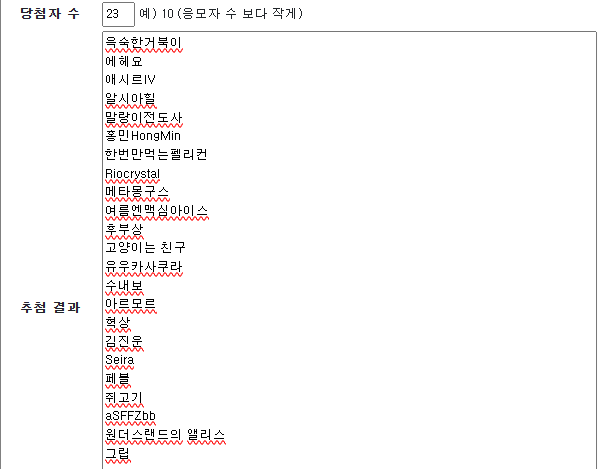 당첨자 수 23 예) 10 (응모자 수 보다 작게)
윽숙한거북이
에헤요
애시르IV
알시아힐
말랑이전도사
홍민HongMin
한번만먹는펠리컨
Riocrystal
메타몽구스
여름엔맥심아이스
후부상
고양이는 친구
유우카사쿠라
수내보
추첨 결과
아르모르
혁상
김진운
Seira
페블
쥐고기
aSFFZbb
원더스랜드의 앨리스
그럽